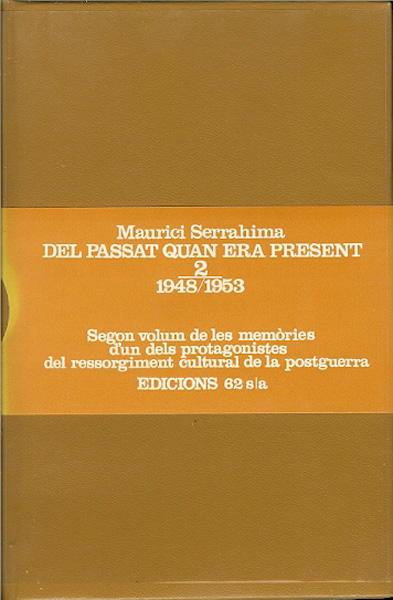 Maurici Serrahima
DEL PASSAT QUAN ERA PRESENT
2
1948/1953
Segon volum de les memòries
d'un dels protagonistes
del ressorgiment cultural de la postguerra
EDICIONS 62 s|a